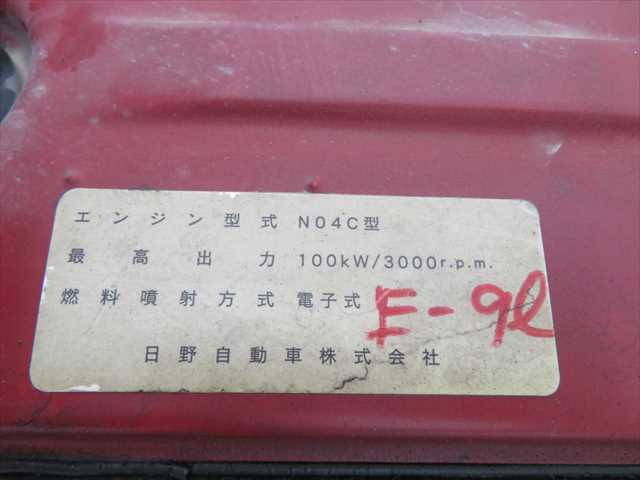 エンジン型式 N04C型
最高出力 100kW/3000r.p.m.
燃料噴射方式 電子式
E-9l
日野自動車株式会社